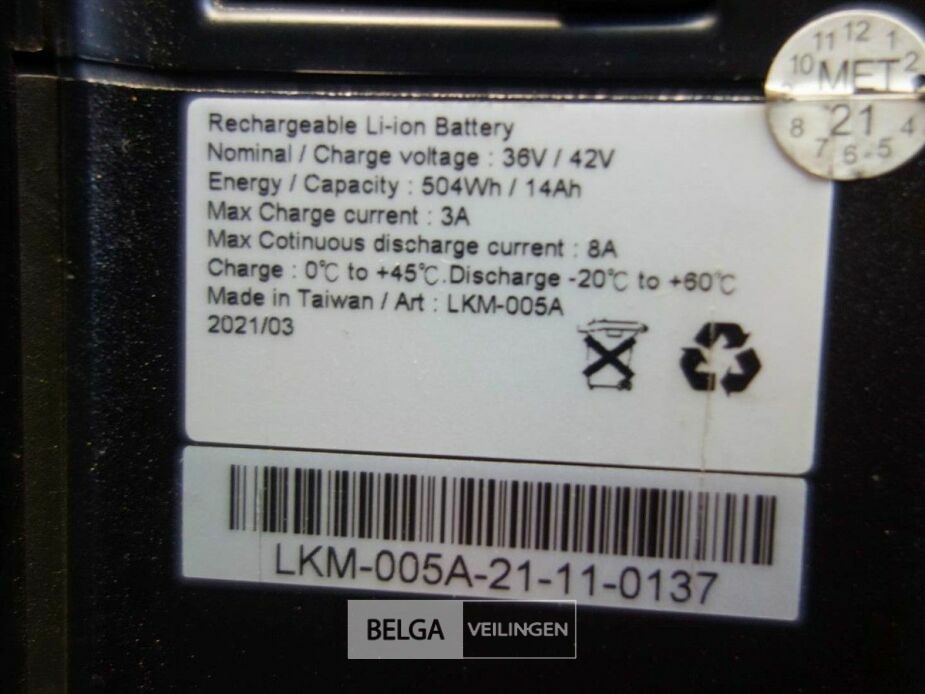 Rechargeable Li-ion Battery
Nominal / Charge voltage : 36V / 42V
Energy / Capacity : 504Wh / 14Ah
Max Charge current : 3A
Max Cotinuous discharge current : 8A
Charge : 0℃ to +45℃.Discharge -20℃ to +60℃
Made in Taiwan / Art : LKM-005A
2021/03
11 12 1
10 MET 2
8 21 4
7 6 5
LKM-005A-21-11-0137
BELGA VEILINGEN